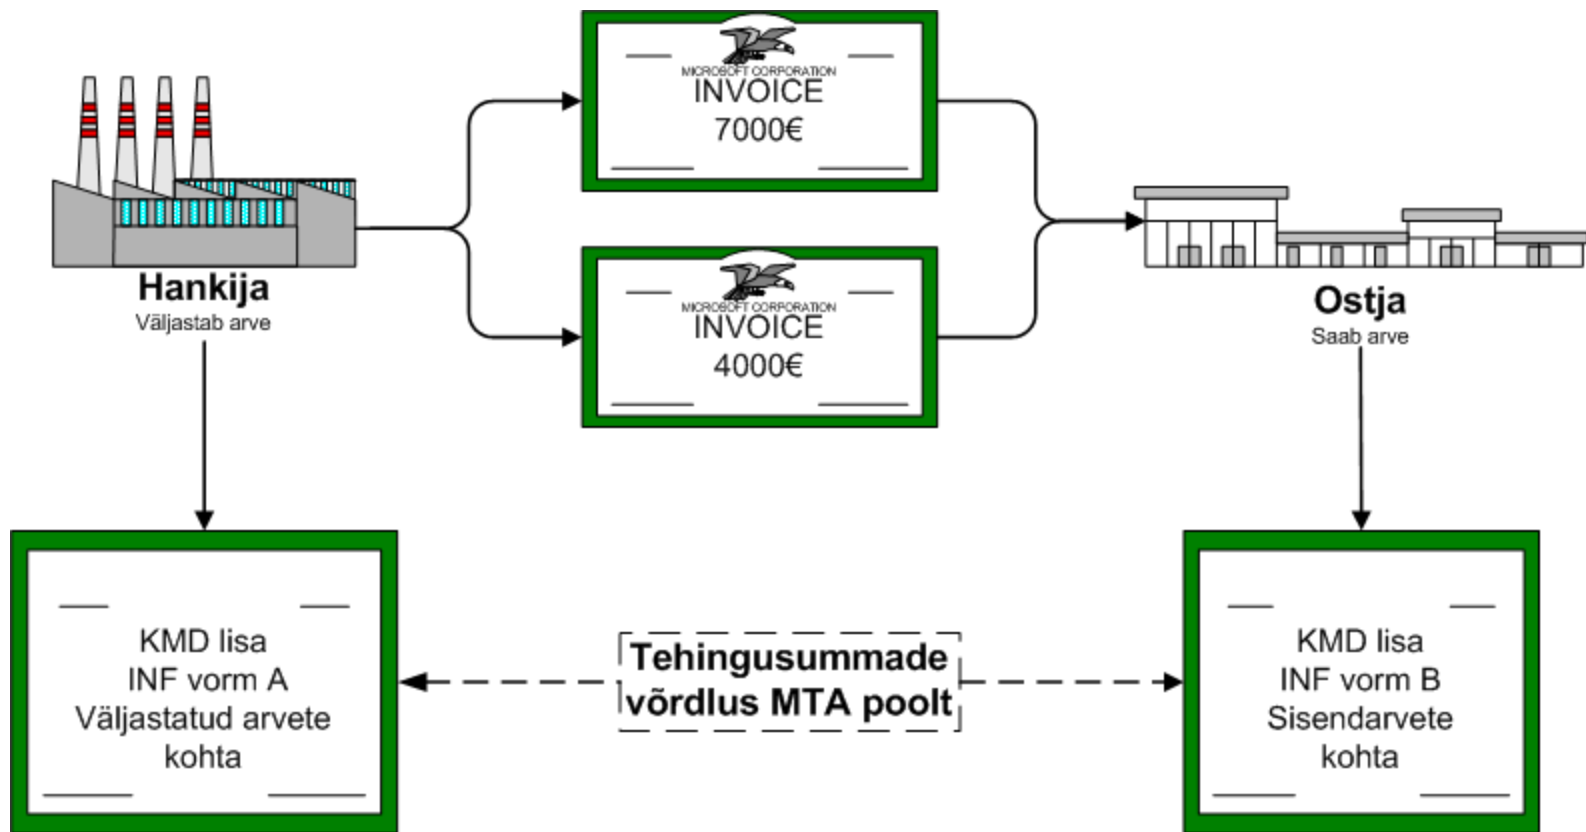 MICROSOFT CORPORATION
INVOICE
7000€
MICROSOFT CORPORATION
INVOICE
4000€
Hankija
Väljastab arve
Ostja
Saab arve
KMD lisa
INF vorm A
Väljastatud arvete
kohta
Tehingusummade
võrdlus MTA poolt
KMD lisa
INF vorm B
Sisendarvete
kohta